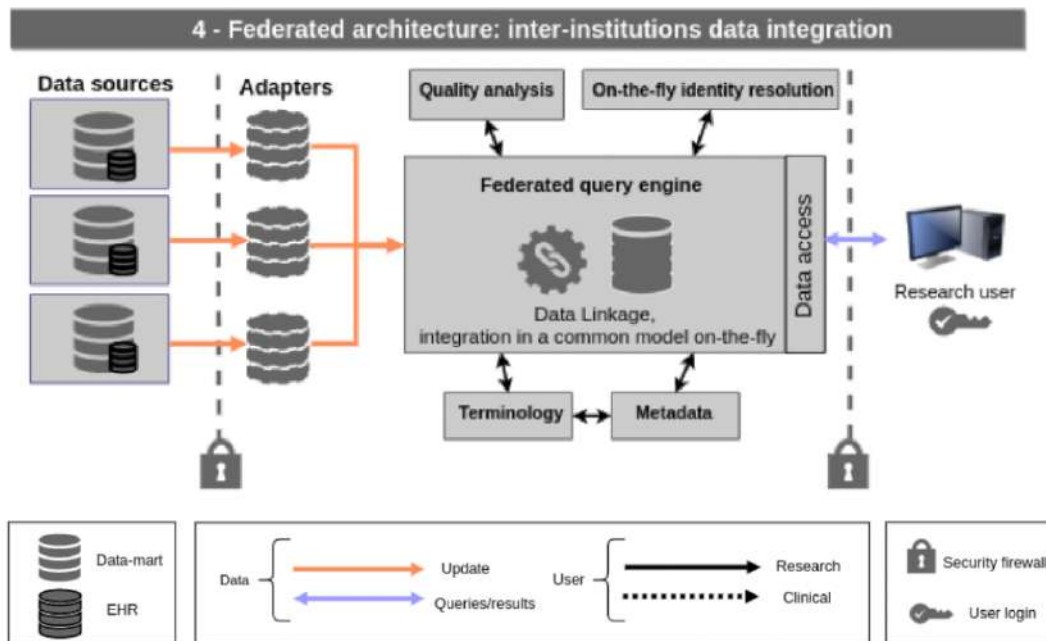 4 - Federated architecture: inter-institutions data integration
Data sources
Adapters
Quality analysis
On-the-fly identity resolution
Federated query engine
Data Linkage,
integration in a common model on-the-fly
Data access
Research user
Terminology
Metadata
Data-mart
EHR
Data
Update
Queries/results
User
Research
Clinical
Security firewall
User login